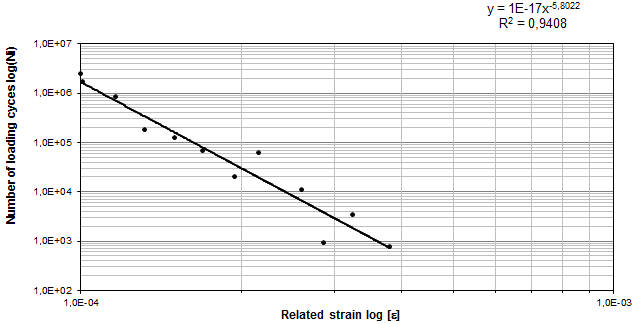 y = 1E-17x-5,8022
R2 = 0,9408
1,0E+07
1,0E+06
1,0E+05
1,0E+04
1,0E+03
1,0E+02
Number of loading cyces log(Ni)
1,0E-04
1,0E-03
Related strain log [ε]